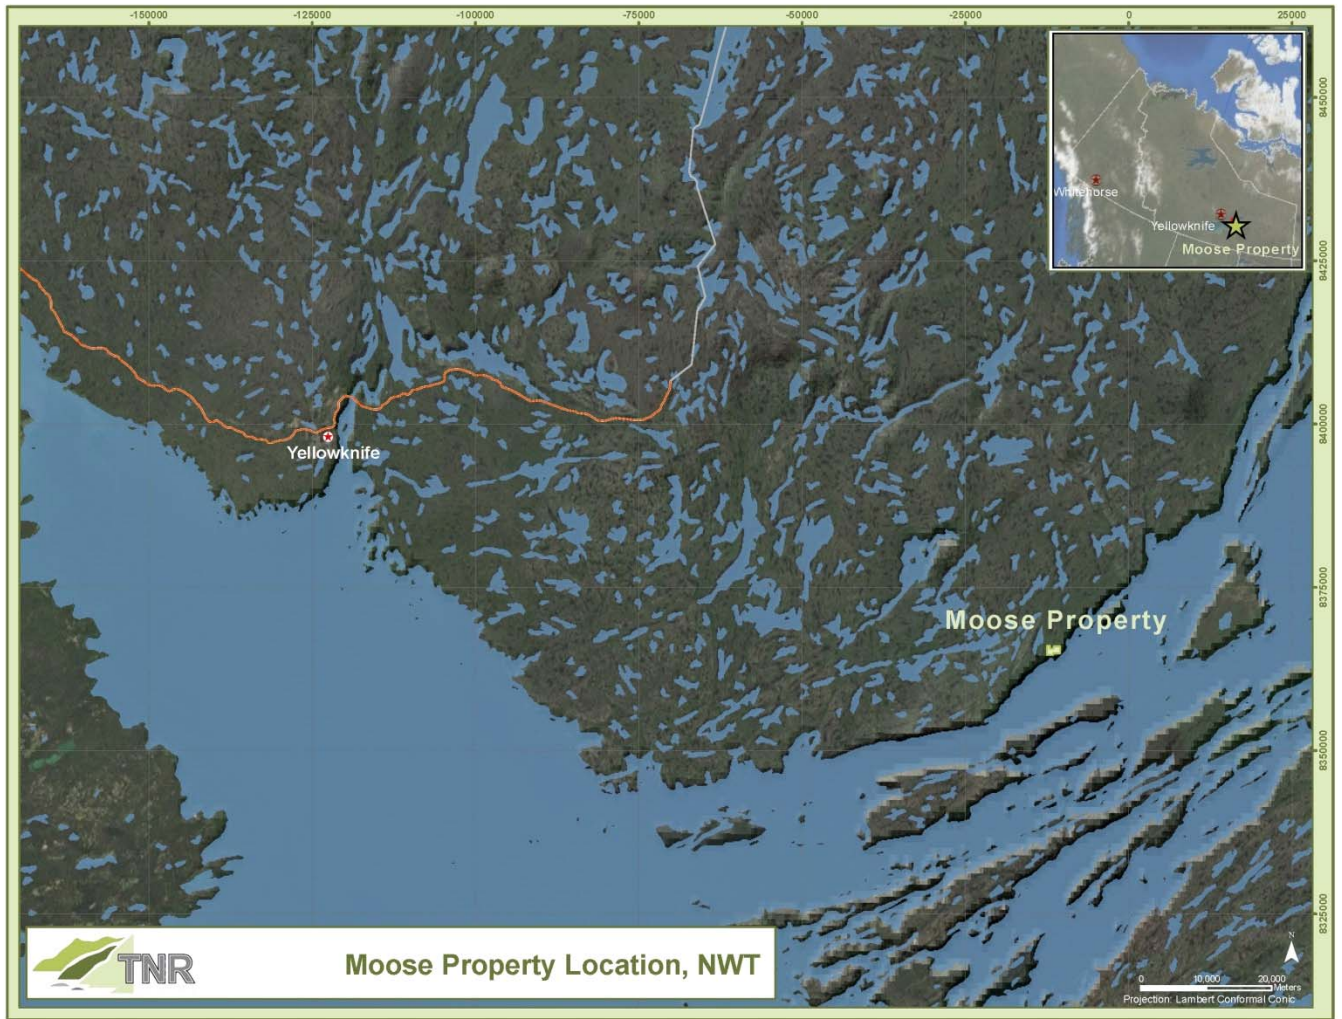 -150000
-125000
-100000
-75000
-50000
-25000
0
25000
8450000
8425000
8400000
8375000
8350000
8325000
Whitehorse
Yellowknife
Moose Property
Yellowknife
Moose Property
TNR
Moose Property Location, NWT
N
0 10,000 20,000
Meters
Projection: Lambert Conformal Conic